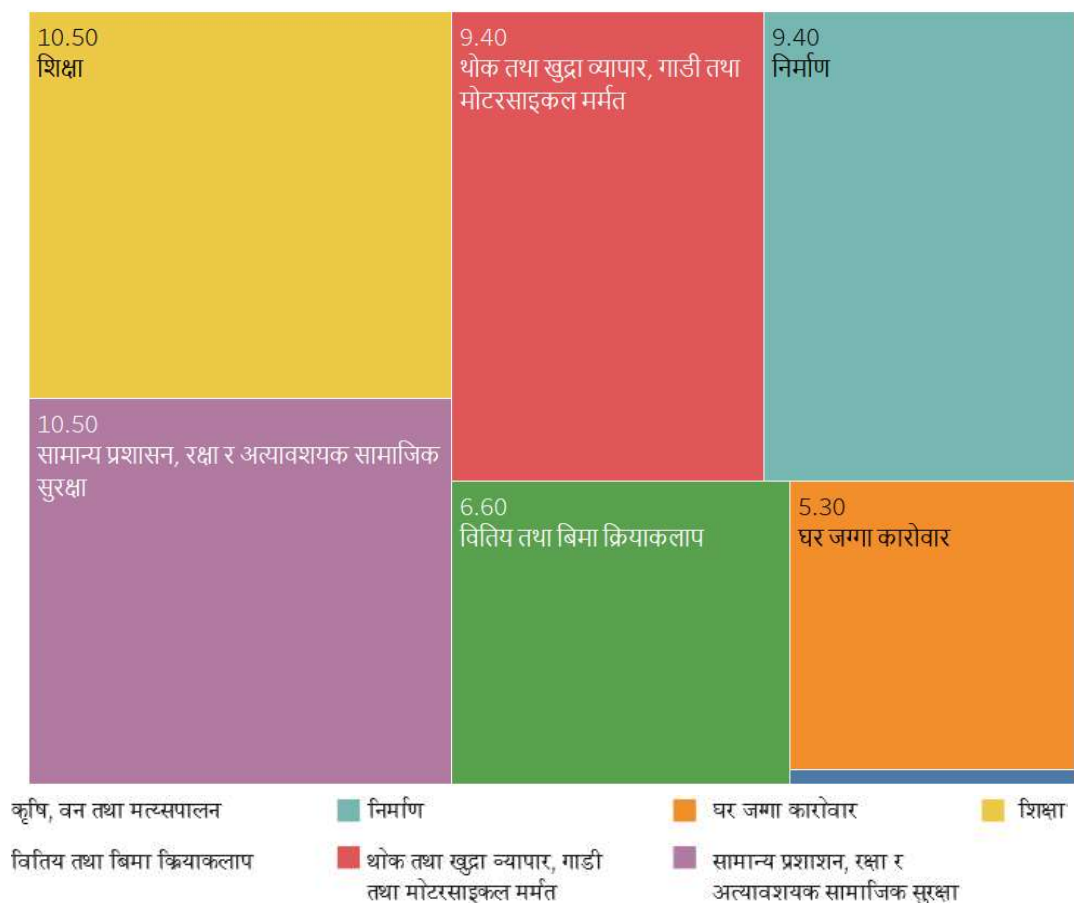 10.50
शिक्षा
9.40
थोक तथा खुद्रा व्यापार, गाडी तथा
मोटरसाइकल मर्मत
9.40
निर्माण
10.50
सामान्य प्रशासन, रक्षा र अत्यावशयक सामाजिक
सुरक्षा
6.60
वितिय तथा बिमा क्रियाकलाप
5.30
घर जग्गा कारोवार
कृषि, वन तथा मत्य्सपालन
निर्माण
घर जग्गा कारोवार
शिक्षा
वितिय तथा बिमा क्रियाकलाप
थोक तथा खुद्रा व्यापार, गाडी
तथा मोटरसाइकल मर्मत
सामान्य प्रशाशन, रक्षा र
अत्यावशयक सामाजिक सुरक्षा